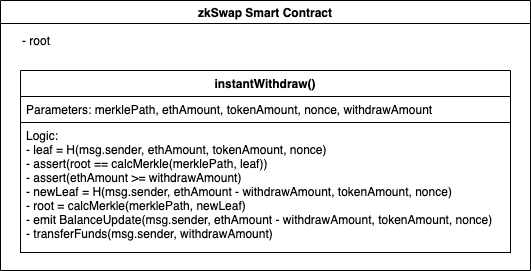 zkSwap Smart Contract
- root
instantWithdraw()
Parameters: merklePath, ethAmount, tokenAmount, nonce, withdrawAmount
Logic:
- leaf = H(msg.sender, ethAmount, tokenAmount, nonce)
- assert(root == calcMerkle(merklePath, leaf))
- assert(ethAmount >= withdrawAmount)
- newLeaf = H(msg.sender, ethAmount - withdrawAmount, tokenAmount, nonce)
- root = calcMerkle(merklePath, newLeaf)
- emit BalanceUpdate(msg.sender, ethAmount - withdrawAmount, tokenAmount, nonce)
- transferFunds(msg.sender, withdrawAmount)